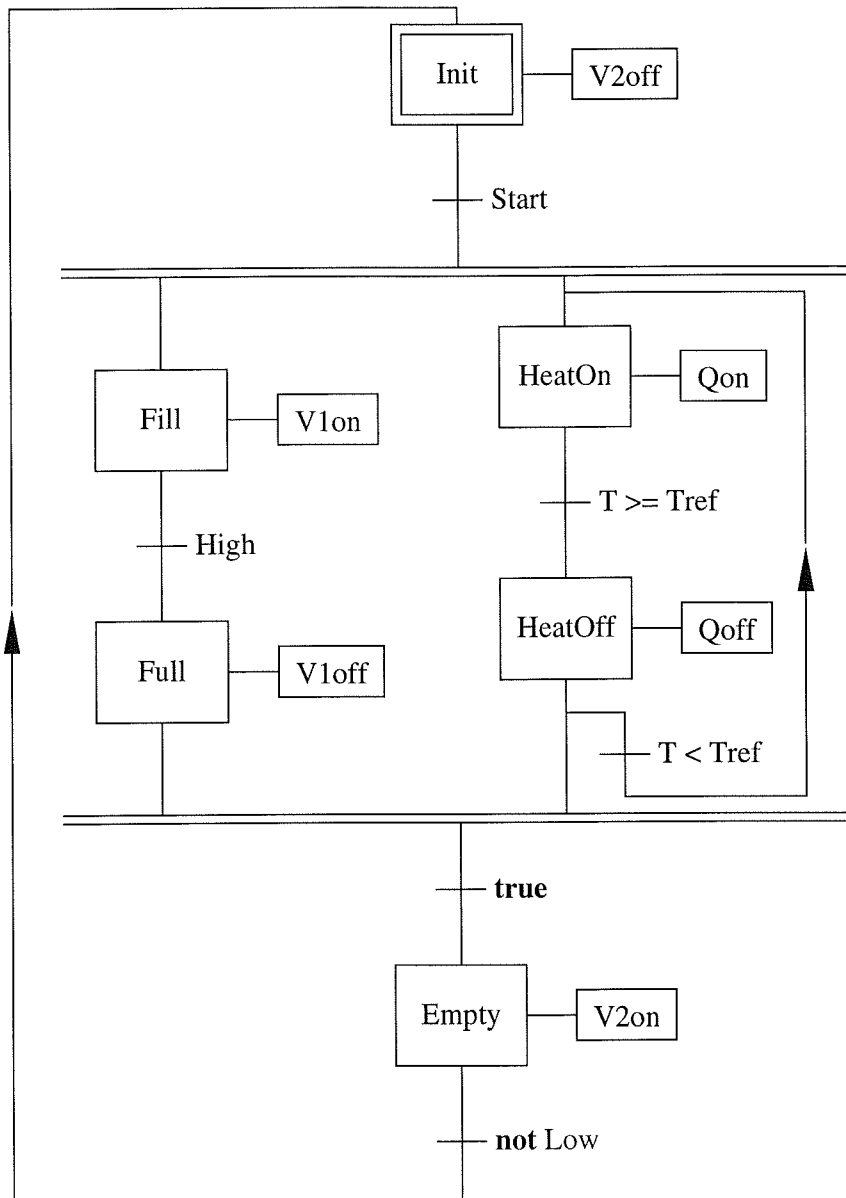 Init
V2off
Start
HeatOn
Qon
Fill
V1on
T >= Tref
High
HeatOff
Qoff
Full
V1off
T < Tref
true
Empty
V2on
not Low